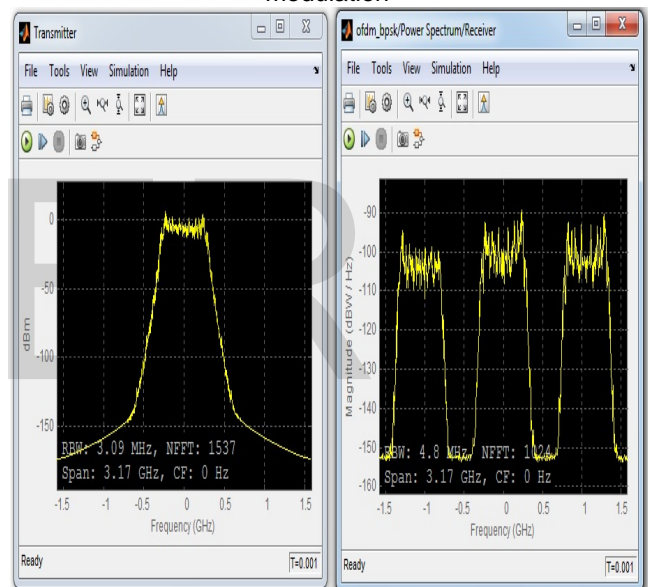 modulation
Transmitter
File Tools View Simulation Help
0
-50
-100
-150
dBm
RBW: 3.09 MHz, NFFT: 1537
Span: 3.17 GHz, CF: 0 Hz
-1.5 -1 -0.5 0 0.5 1 1.5
Frequency (GHz)
Ready T=0.001
ofdm_bpsk/Power Spectrum/Receiver
File Tools View Simulation Help
-90
-100
-110
-120
-130
-140
-150
-160
Magnitude (dBW / Hz)
RBW: 4.8 MHz, NFFT: 1024
Span: 3.17 GHz, CF: 0 Hz
-1.5 -1 -0.5 0 0.5 1 1.5
Frequency (GHz)
Ready T=0.001